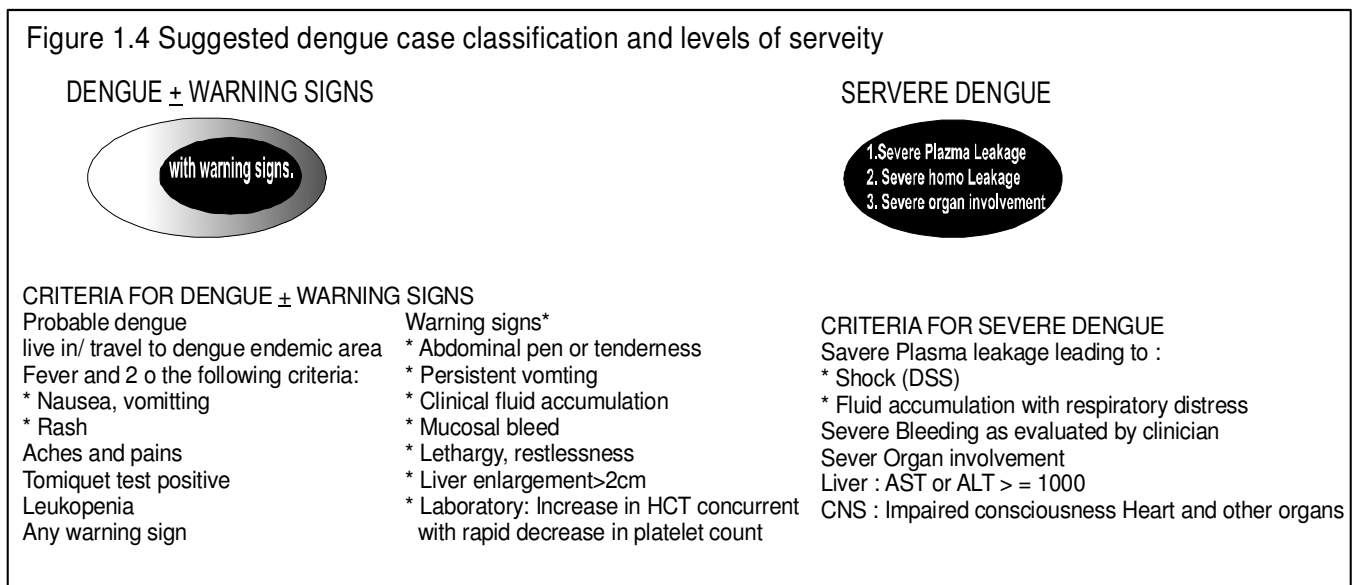 Figure 1.4 Suggested dengue case classification and levels of serveity
DENGUE ± WARNING SIGNS
with warning signs.
SERVERE DENGUE
1.Severe Plazma Leakage
2. Severe homo Leakage
3. Severe organ involvement
CRITERIA FOR DENGUE ± WARNING SIGNS
Probable dengue
live in/ travel to dengue endemic area
Fever and 2 o the following criteria:
* Nausea, vomitting
* Rash
Aches and pains
Tomiquet test positive
Leukopenia
Any warning sign
Warning signs*
* Abdominal pen or tenderness
* Persistent vomting
* Clinical fluid accumulation
* Mucosal bleed
* Lethargy, restlessness
* Liver enlargement>2cm
* Laboratory: Increase in HCT concurrent
with rapid decrease in platelet count
CRITERIA FOR SEVERE DENGUE
Savere Plasma leakage leading to :
* Shock (DSS)
* Fluid accumulation with respiratory distress
Severe Bleeding as evaluated by clinician
Sever Organ involvement
Liver : AST or ALT > = 1000
CNS : Impaired consciousness Heart and other organs